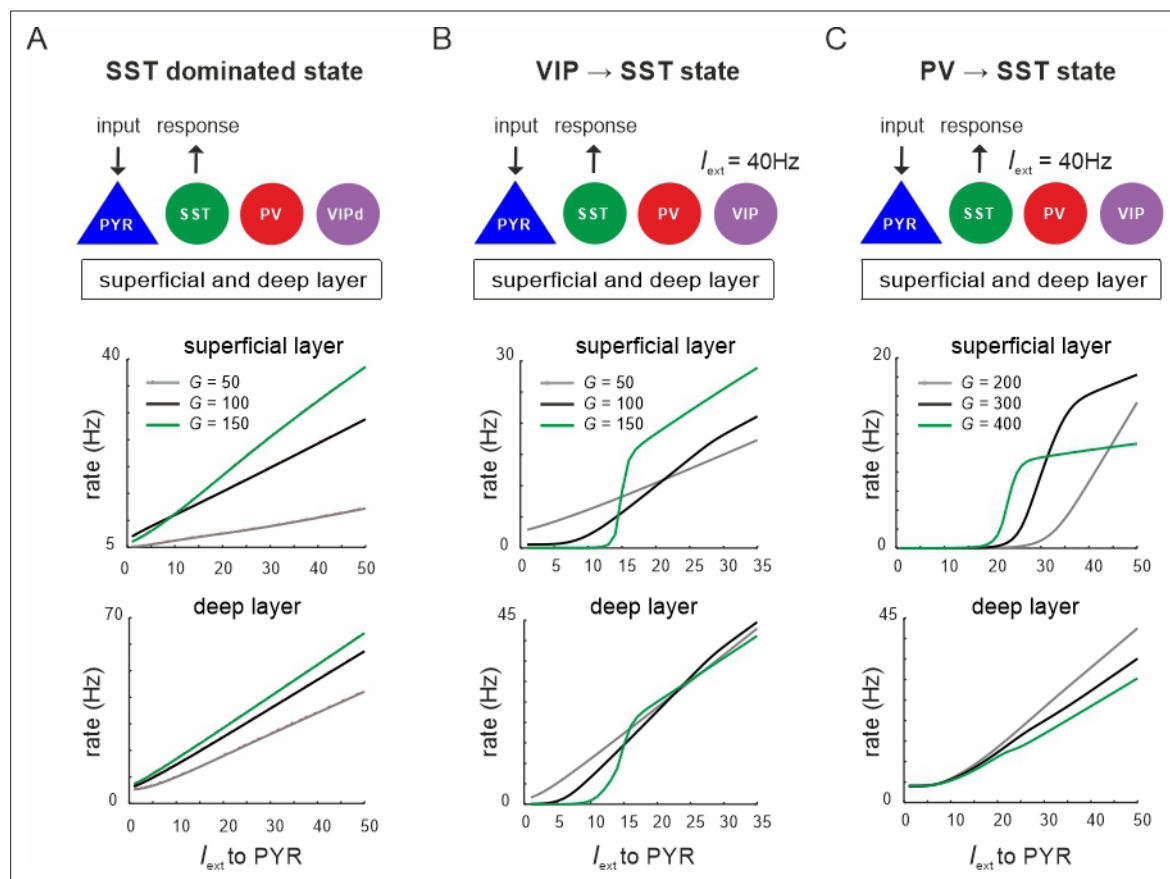 A
SST dominated state
input response
PYR SST PV VIPd
superficial and deep layer
superficial layer
40
G = 50
G = 100
G = 150
rate (Hz)
5
0 10 20 30 40 50
deep layer
70
rate (Hz)
0
0 10 20 30 40 50
I_ext to PYR
B
VIP → SST state
input response
I_ext = 40Hz
PYR SST PV VIP
superficial and deep layer
superficial layer
30
G = 50
G = 100
G = 150
rate (Hz)
0
0 5 10 15 20 25 30 35
deep layer
45
rate (Hz)
0
0 5 10 15 20 25 30 35
I_ext to PYR
C
PV → SST state
input response
I_ext = 40Hz
PYR SST PV VIP
superficial and deep layer
superficial layer
20
G = 200
G = 300
G = 400
rate (Hz)
0
0 10 20 30 40 50
deep layer
45
rate (Hz)
0
0 10 20 30 40 50
I_ext to PYR